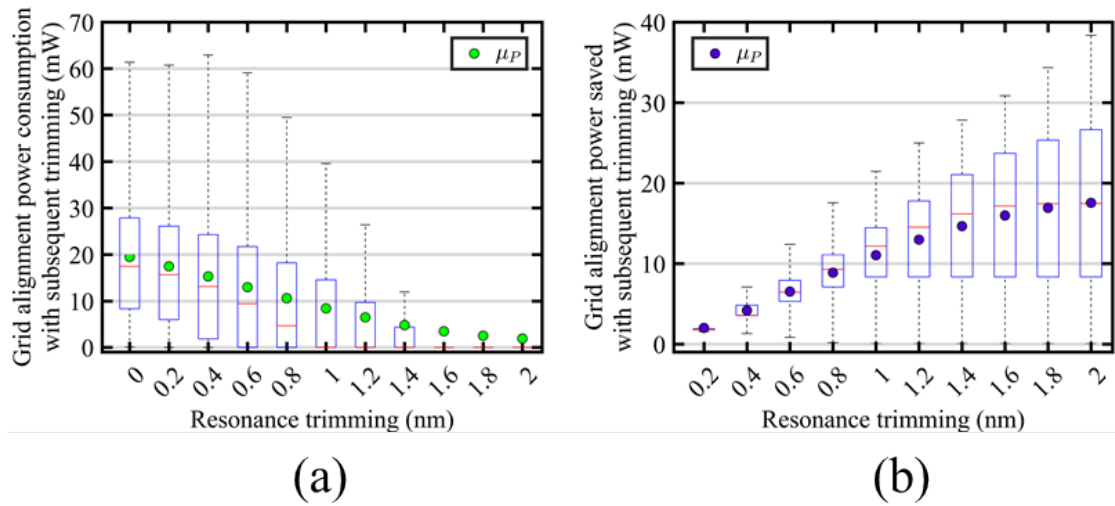 Grid alignment power consumption
with subsequent trimming (mW)
70
60
50
40
30
20
10
0
μP
0 0.2 0.4 0.6 0.8 1 1.2 1.4 1.6 1.8 2
Resonance trimming (nm)
(a)
Grid alignment power saved
with subsequent trimming (mW)
40
30
20
10
0
μP
0.2 0.4 0.6 0.8 1 1.2 1.4 1.6 1.8 2
Resonance trimming (nm)
(b)